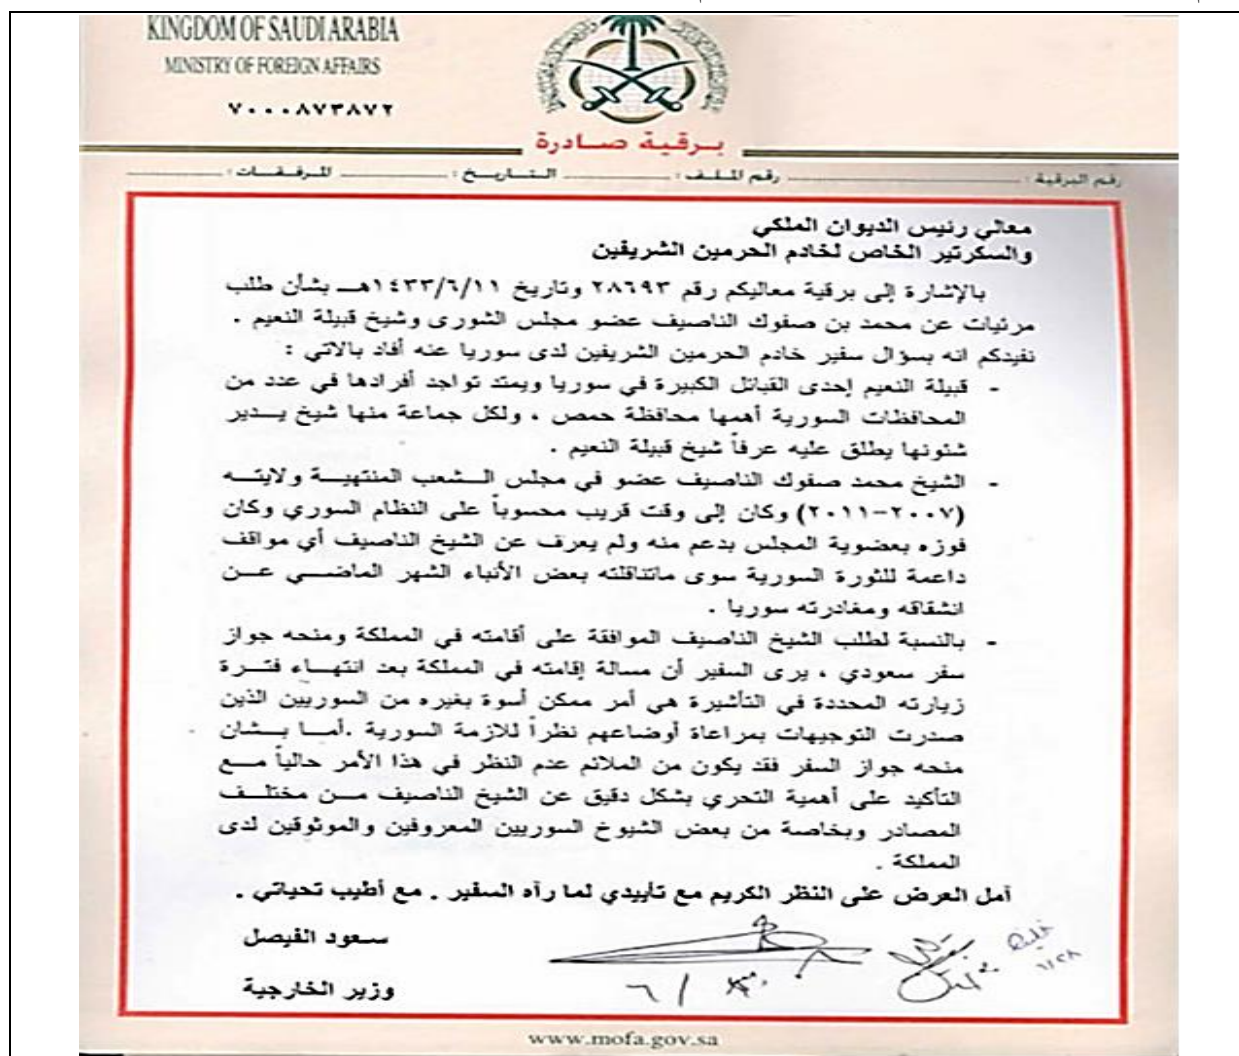 KINGDOM OF SAUDI ARABIA
MINISTRY OF FOREIGN AFFAIRS
٧٠٠٠٨٧٣٨٧٢
برقية صادرة
رقم البرقية : رقم الملف : التاريخ : المرفقات :
معالي رئيس الديوان الملكي
والسكرتير الخاص لخادم الحرمين الشريفين
بالإشارة إلى برقية معاليكم رقم ٢٨٦٩٣ وتاريخ ١٤٣٣/٦/١١هـ بشأن طلب
مرئيات عن محمد بن صفوك الناصيف عضو مجلس الشورى وشيخ قبيلة النعيم .
نفيدكم انه بسؤال سفير خادم الحرمين الشريفين لدى سوريا عنه أفاد بالاتي :
- قبيلة النعيم إحدى القبائل الكبيرة في سوريا ويمتد تواجد أفرادها في عدد من
المحافظات السورية أهمها محافظة حمص ، ولكل جماعة منها شيخ يدير
شئونها يطلق عليه عرفاً شيخ قبيلة النعيم .
- الشيخ محمد صفوك الناصيف عضو في مجلس الشعب المنتهية ولايته
(٢٠٠٧-٢٠١١) وكان إلى وقت قريب محسوباً على النظام السوري وكان
فوزه بعضوية المجلس بدعم منه ولم يعرف عن الشيخ الناصيف أي مواقف
داعمة للثورة السورية سوى ماتناقلته بعض الأنباء الشهر الماضي عن
انشقاقه ومغادرته سوريا .
- بالنسبة لطلب الشيخ الناصيف الموافقة على أقامته في المملكة ومنحه جواز
سفر سعودي ، يرى السفير أن مسالة إقامته في المملكة بعد انتهاء فترة
زيارته المحددة في التأشيرة هي أمر ممكن أسوة بغيره من السوريين الذين
صدرت التوجيهات بمراعاة أوضاعهم نظراً للازمة السورية .أما بشان
منحه جواز السفر فقد يكون من الملائم عدم النظر في هذا الأمر حالياً مع
التأكيد على أهمية التحري بشكل دقيق عن الشيخ الناصيف من مختلف
المصادر وبخاصة من بعض الشيوخ السوريين المعروفين والموثوقين لدى
المملكة .
آمل العرض على النظر الكريم مع تأييدي لما رآه السفير . مع أطيب تحياتي .
سعود الفيصل
وزير الخارجية
www.mofa.gov.sa